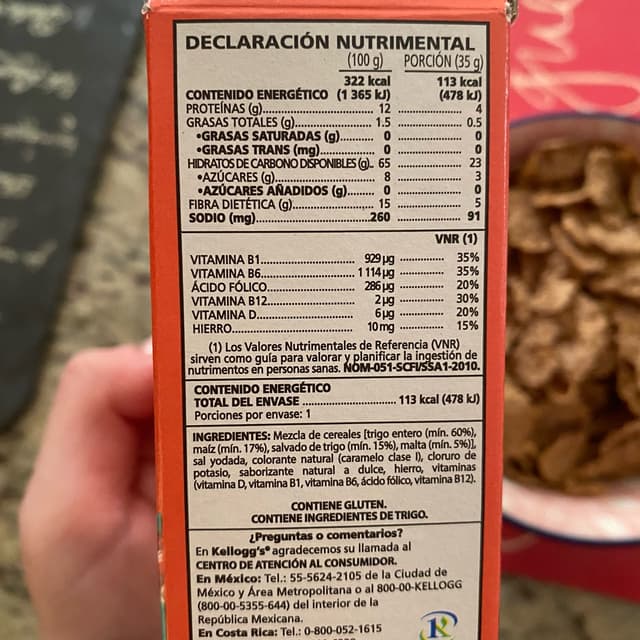 DECLARACIÓN NUTRIMENTAL
(100 g) PORCIÓN (35 g)
322 kcal 113 kcal
CONTENIDO ENERGÉTICO (1 365 kJ) (478 kJ)
PROTEÍNAS (g)................... 12 ................... 4
GRASAS TOTALES (g)................... 1.5 ................... 0.5
•GRASAS SATURADAS (g)........ 0 ................... 0
•GRASAS TRANS (mg)............. 0 ................... 0
HIDRATOS DE CARBONO DISPONIBLES (g).. 65 ................... 23
•AZÚCARES (g)................... 8 ................... 3
•AZÚCARES AÑADIDOS (g)....... 0 ................... 0
FIBRA DIETÉTICA (g)................... 15 ................... 5
SODIO (mg)................... 260 ................... 91
VNR (1)
VITAMINA B1................... 929 µg ............ 35%
VITAMINA B6................... 1 114 µg ............ 35%
ÁCIDO FÓLICO................... 286 µg ............ 20%
VITAMINA B12................... 2 µg ............ 30%
VITAMINA D................... 6 µg ............ 20%
HIERRO................... 10 mg ............ 15%
(1) Los Valores Nutrimentales de Referencia (VNR)
sirven como guía para valorar y planificar la ingestión de
nutrimentos en personas sanas. NOM-051-SCFI/SSA1-2010.
CONTENIDO ENERGÉTICO
TOTAL DEL ENVASE ........................ 113 kcal (478 kJ)
Porciones por envase: 1
INGREDIENTES: Mezcla de cereales [trigo entero (mín. 60%),
maíz (mín. 17%), salvado de trigo (mín. 15%), malta (mín. 5%)],
sal yodada, colorante natural (caramelo clase I), cloruro de
potasio, saborizante natural a dulce, hierro, vitaminas
(vitamina D, vitamina B1, vitamina B6, ácido fólico, vitamina B12).
CONTIENE GLUTEN.
CONTIENE INGREDIENTES DE TRIGO.
¿Preguntas o comentarios?
En Kellogg's® agradecemos su llamada al
CENTRO DE ATENCIÓN AL CONSUMIDOR.
En México: Tel.: 55-5624-2105 de la Ciudad de
México y Área Metropolitana o al 800-00-KELLOGG
(800-00-5355-644) del interior de la
República Mexicana.
En Costa Rica: Tel.: 0-800-052-1615